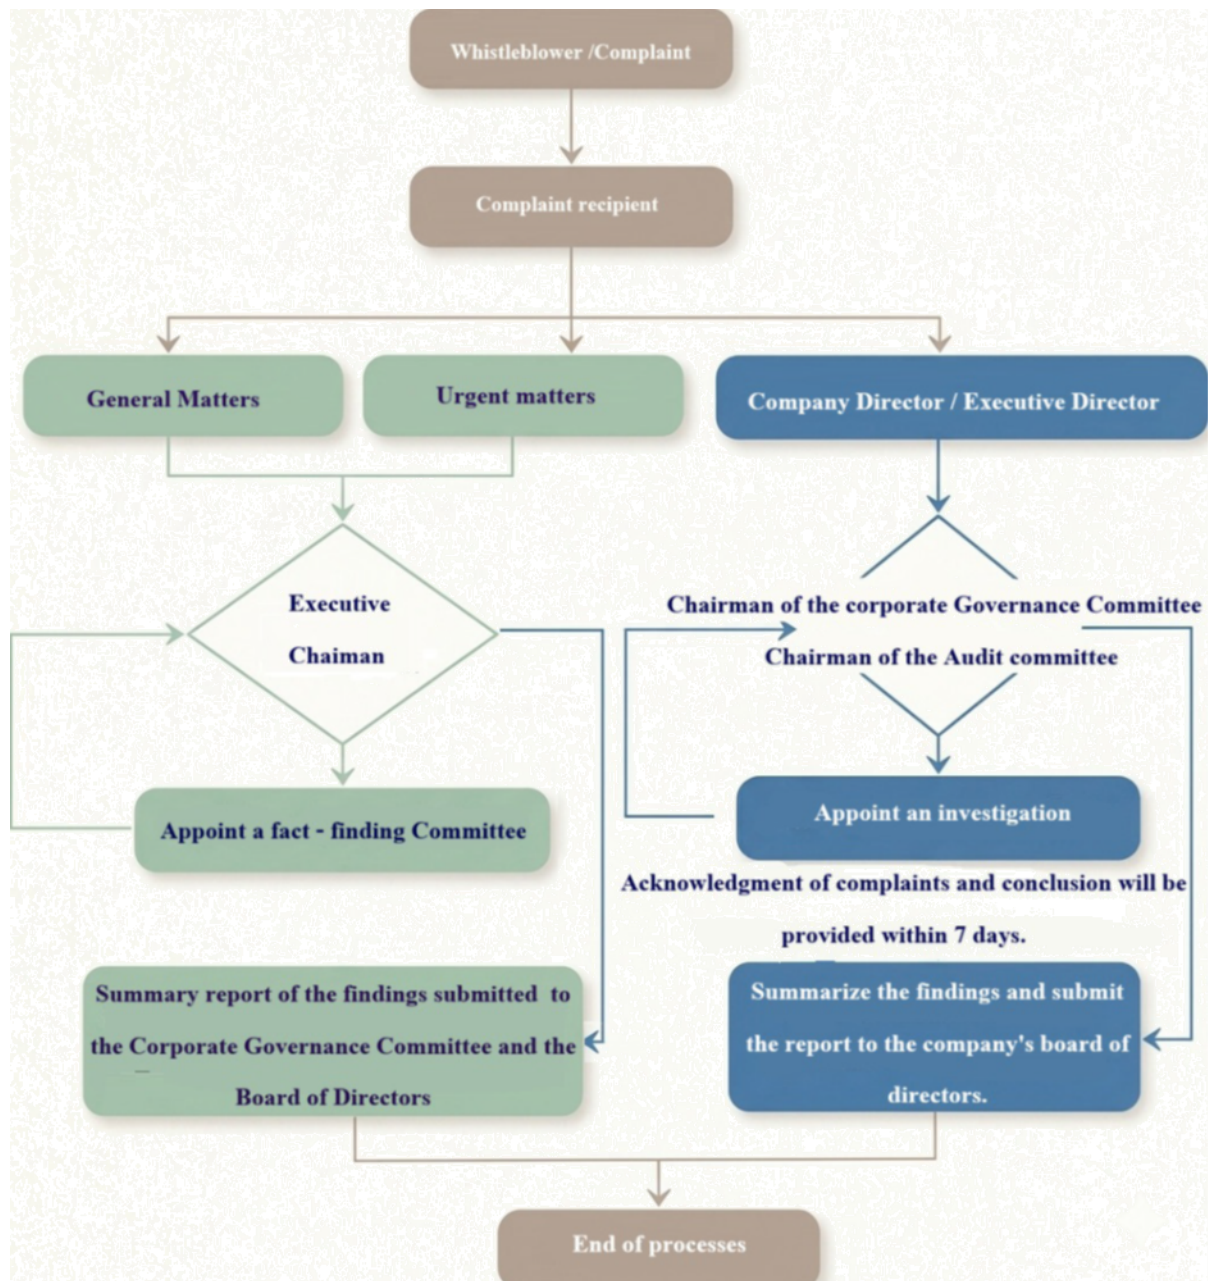 Whistleblower /Complaint
Complaint recipient
General Matters
Urgent matters
Company Director / Executive Director
Executive
Chaiman
Chairman of the corporate Governance Committee
Chairman of the Audit committee
Appoint a fact - finding Committee
Appoint an investigation
Acknowledgment of complaints and conclusion will be
provided within 7 days.
Summary report of the findings submitted to
the Corporate Governance Committee and the
Board of Directors
Summarize the findings and submit
the report to the company's board of
directors.
End of processes